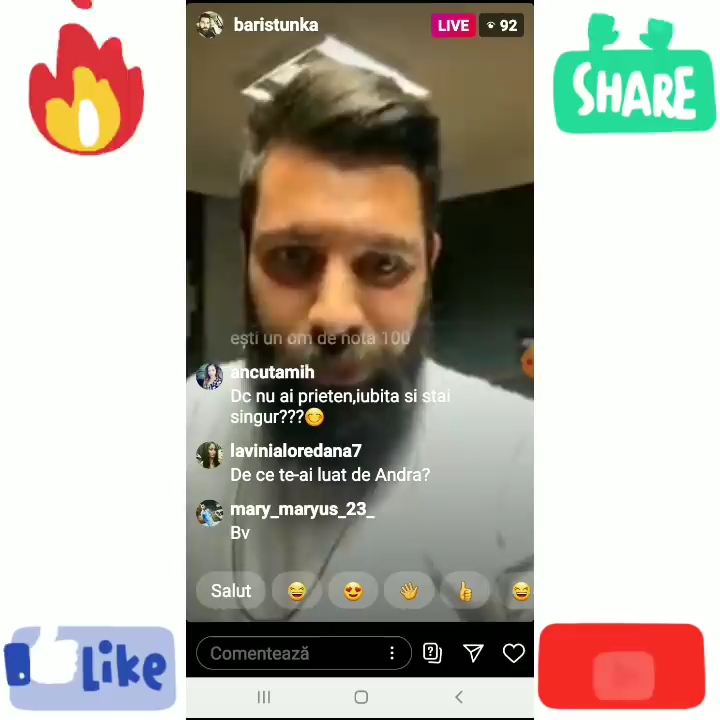 baristunka
LIVE
92
SHARE
ești un om de nota 100
ancutamih
Dc nu ai prieten,iubita si stai
singur???😊
lavinialoredana7
De ce te-ai luat de Andra?
mary_maryus_23_
Bv
Salut
Comentează
Like